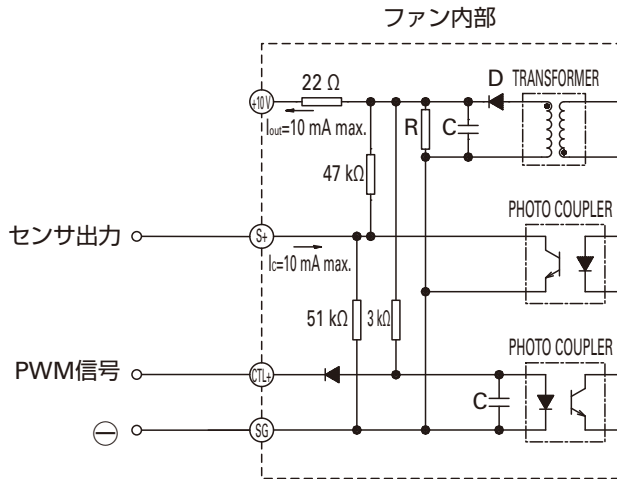 ファン内部
+10 V
22 Ω
D
TRANSFORMER
Iout=10 mA max.
R
C
47 kΩ
PHOTO COUPLER
センサ出力
S+
Ic=10 mA max.
51 kΩ
3 kΩ
PHOTO COUPLER
PWM信号
CTL+
C
⊖
SG